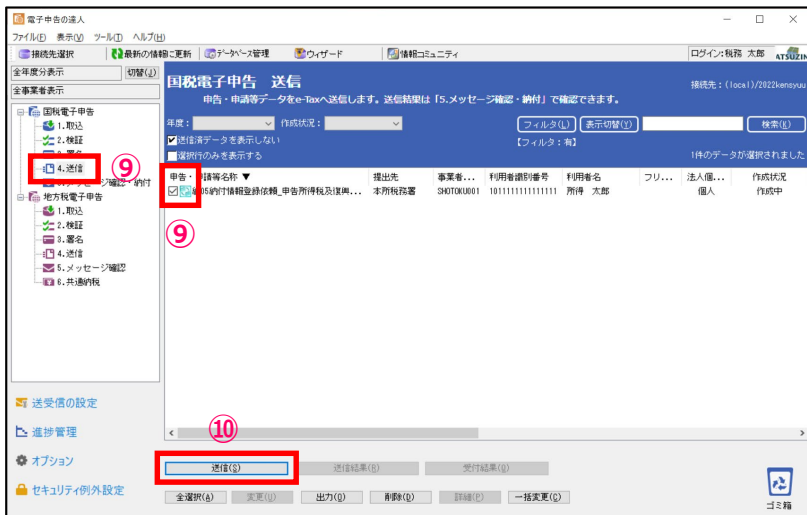 電子申告の達人
ファイル(F) 表示(V) ツール(T) ヘルプ(H)
接続先選択 最新の情報に更新 データベース管理 ウィザード 情報コミュニティ ログイン:税務 太郎 ATSUZIN
全年度分表示 切替(J)
全事業者表示
国税電子申告
1.取込
2.検証
4.送信
⑨
地方税電子申告
1.取込
2.検証
3.署名
4.送信
5.メッセージ確認
6.共通納税
送受信の設定
進捗管理
オプション
セキュリティ例外設定
国税電子申告 送信
接続先:(local)/2022kensyuu
申告・申請等データをe-Taxへ送信します。送信結果は「5.メッセージ確認・納付」で確認できます。
年度: 作成状況: フィルタ(L) 表示切替(Y) 検索(K)
送信済データを表示しない 【フィルタ:有】
選択行のみを表示する 1件のデータが選択されました
申告・申請等名称 ▼ 提出先 事業者... 利用者識別番号 利用者名 フリ... 法人個... 作成状況
05納付情報登録依頼_申告所得税及復興... 本所税務署 SHOTOKU001 所得 太郎 個人 作成中
⑨
⑩
送信(S) 送信結果(R) 受付結果(Q)
全選択(A) 変更(U) 出力(O) 削除(D) 詳細(P) 一括変更(C)
ゴミ箱